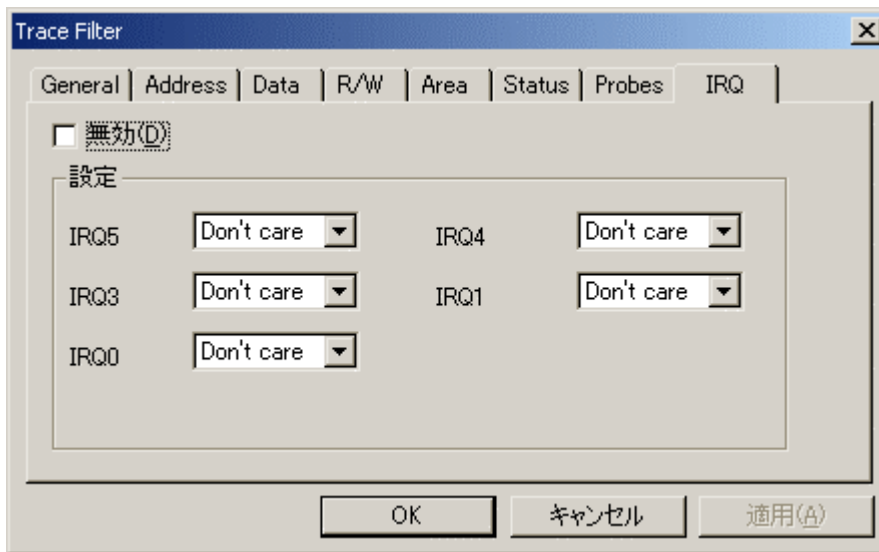 Trace Filter
General Address Data R/W Area Status Probes IRQ
無効(D)
設定
IRQ5 Don't care IRQ4 Don't care
IRQ3 Don't care IRQ1 Don't care
IRQ0 Don't care
OK キャンセル 適用(A)